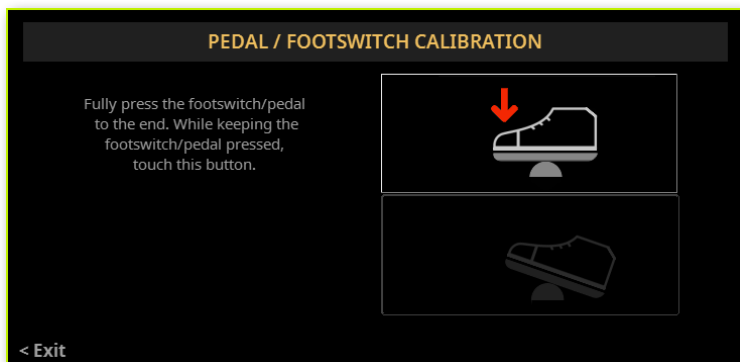 PEDAL / FOOTSWITCH CALIBRATION
Fully press the footswitch/pedal
to the end. While keeping the
footswitch/pedal pressed,
touch this button.
< Exit